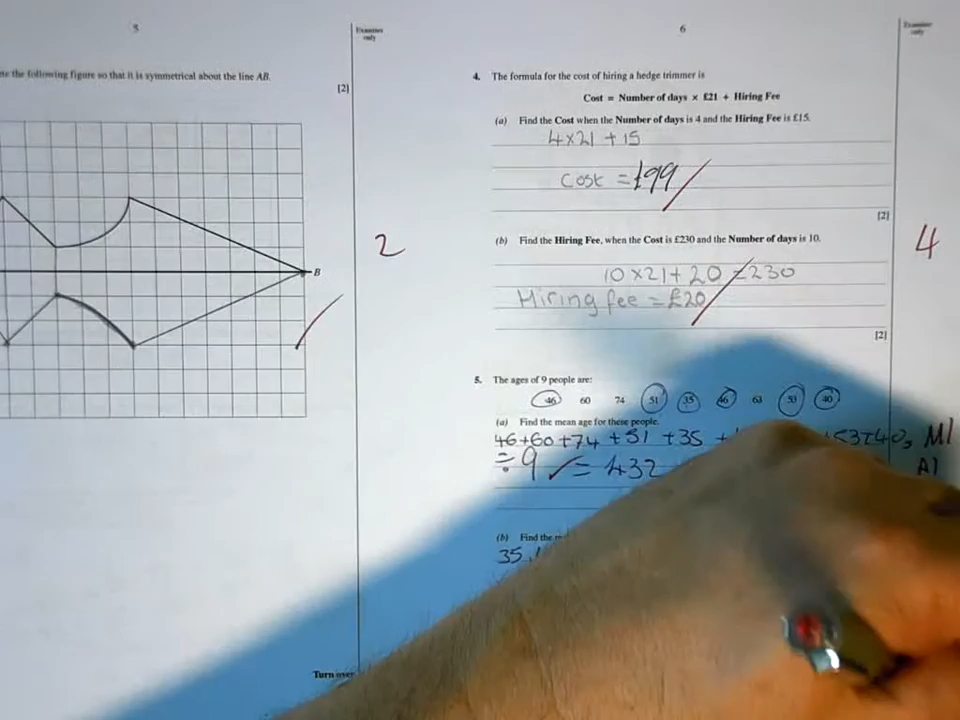 5
Examiner
only
te the following figure so that it is symmetrical about the line AB.
[2]
B
2
Turn over
6
Examiner
only
4. The formula for the cost of hiring a hedge trimmer is
Cost = Number of days × £21 + Hiring Fee
(a) Find the Cost when the Number of days is 4 and the Hiring Fee is £15.
4 × 21 + 15
Cost = £99
[2]
(b) Find the Hiring Fee, when the Cost is £230 and the Number of days is 10.
10 × 21 + 20 = 230
Hiring fee = £20
[2]
4
5. The ages of 9 people are:
46 60 74 51 35 46 63 53 40
(a) Find the mean age for these people.
46+60+74+51+35+ 53+40, M1
÷ 9 = 432 A1
(b) Find the
35,